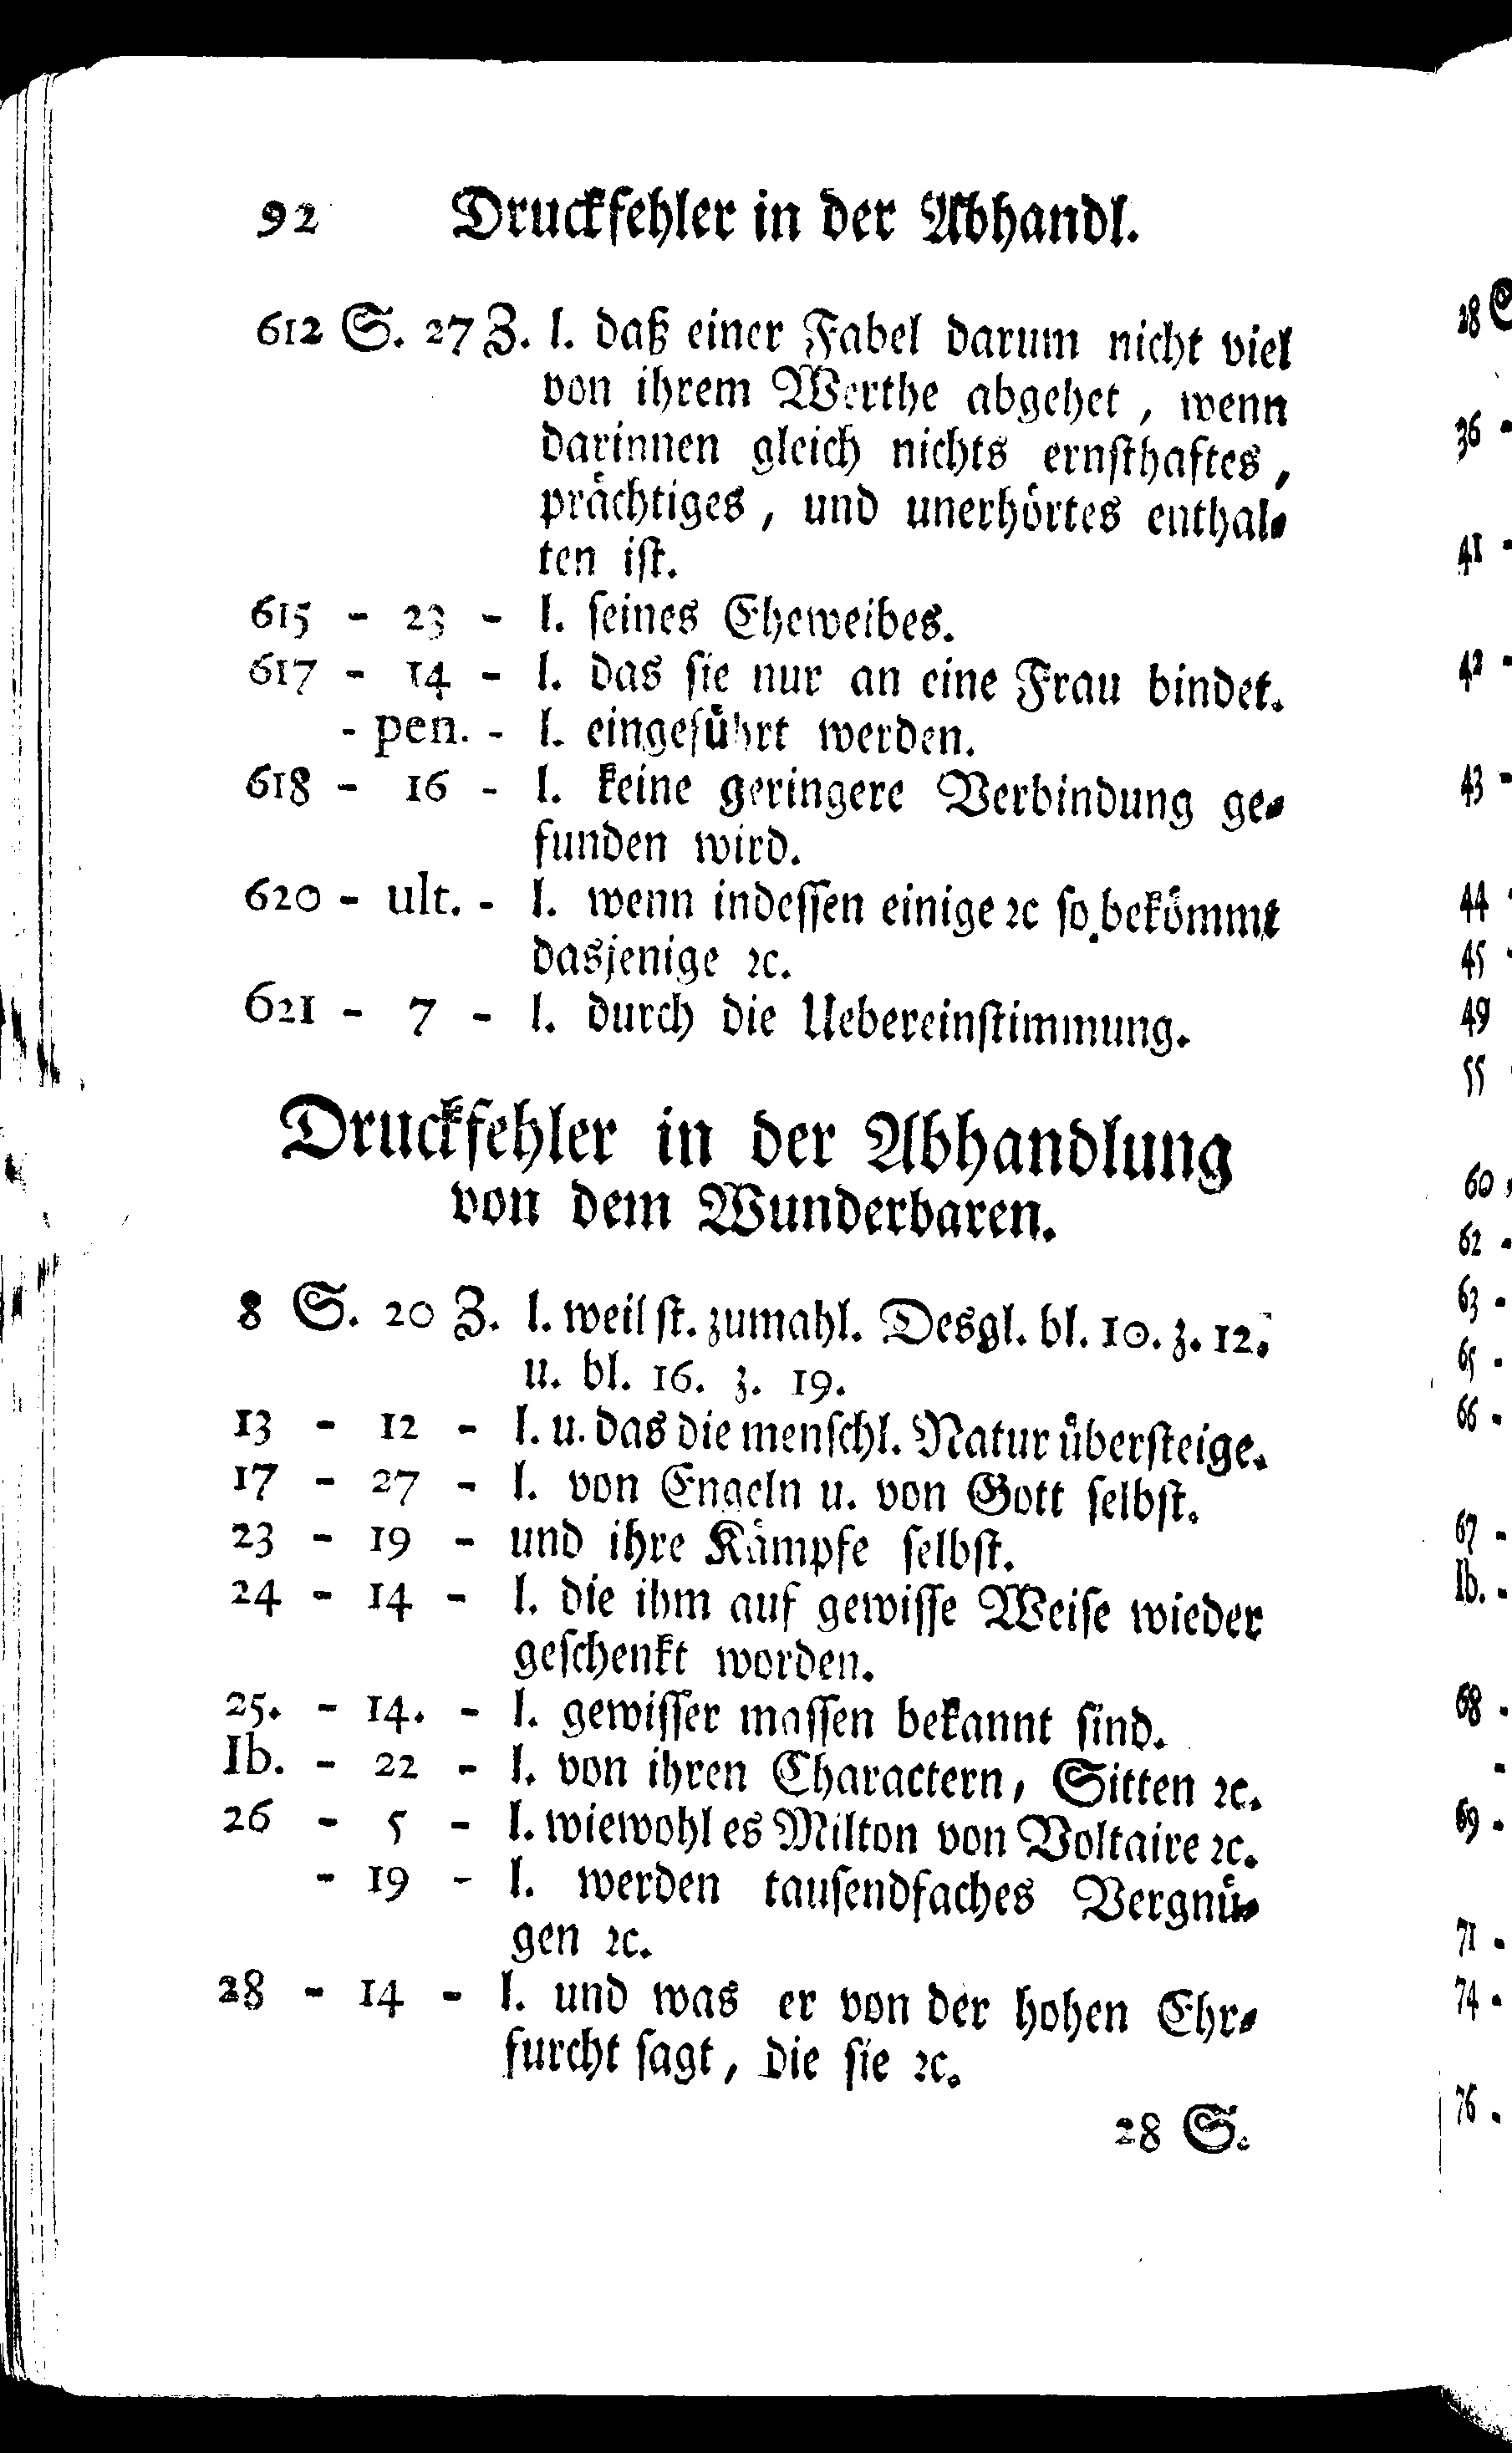 92 Druckfehler in der Abhandl.
612 S. 27 Z. l. daß einer Fabel darum nicht viel
von ihrem Werthe abgehet, wenn
darinnen gleich nichts ernsthaftes,
prächtiges, und unerhörtes enthal-
ten ist.
615 - 23 - l. seines Eheweibes.
617 - 14 - l. das sie nur an eine Frau bindet.
- pen. - l. eingeführt werden.
618 - 16 - l. keine geringere Verbindung ge-
funden wird.
620 - ult. - l. wenn indessen einige ꝛc so bekömmt
dasjenige ꝛc.
621 - 7 - l. durch die Uebereinstimmung.
Druckfehler in der Abhandlung
von dem Wunderbaren.
8 S. 20 Z. l. weil st. zumahl. Desgl. bl. 10. z. 12.
u. bl. 16. z. 19.
13 - 12 - l. u. das die menschl. Natur übersteige.
17 - 27 - l. von Engeln u. von Gott selbst.
23 - 19 - und ihre Kämpfe selbst.
24 - 14 - l. die ihm auf gewisse Weise wieder
geschenkt worden.
25. - 14. - l. gewisser massen bekannt sind.
Ib. - 22 - l. von ihren Charactern, Sitten ꝛc.
26 - 5 - l. wiewohl es Milton von Voltaire ꝛc.
- 19 - l. werden tausendfaches Vergnü-
gen ꝛc.
28 - 14 - l. und was er von der hohen Ehr-
furcht sagt, die sie ꝛc.
28 S.
28 S
36 -
41 -
42 -
43 -
44
45
49
55
60
62 -
63 -
65 -
66 -
67 -
Ib. -
68 -
-
69 -
71 -
74 -
76 -